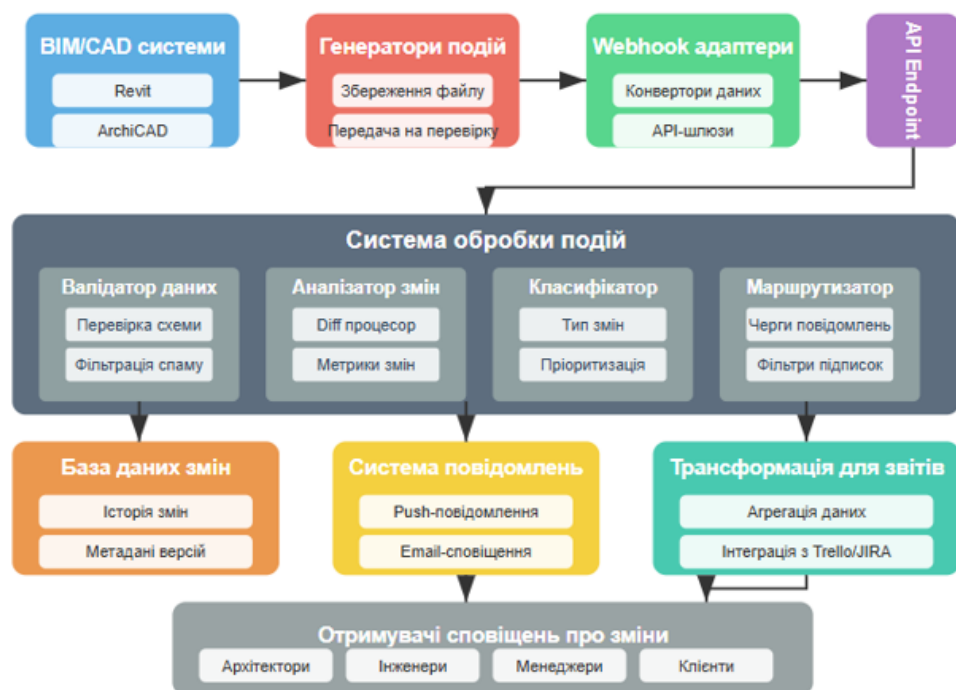 BIM/CAD системи
Revit
ArchiCAD
Генератори подій
Збереження файлу
Передача на перевірку
Webhook адаптери
Конвертори даних
API-шлюзи
API Endpoint
Система обробки подій
Валідатор даних
Перевірка схеми
Фільтрація спаму
Аналізатор змін
Diff процесор
Метрики змін
Класифікатор
Тип змін
Пріоритизація
Маршрутизатор
Черги повідомлень
Фільтри підписок
База даних змін
Історія змін
Метадані версій
Система повідомлень
Push-повідомлення
Email-сповіщення
Трансформація для звітів
Агрегація даних
Інтеграція з Trello/JIRA
Отримувачі сповіщень про зміни
Архітектори
Інженери
Менеджери
Клієнти